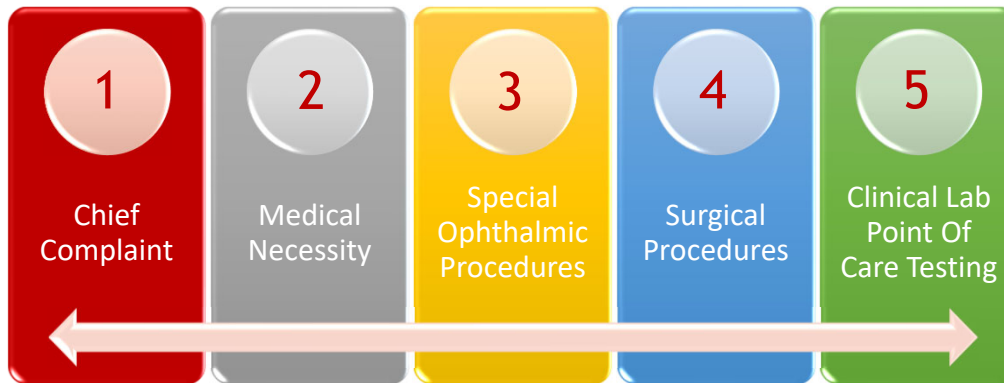 1
Chief
Complaint
2
Medical
Necessity
3
Special
Ophthalmic
Procedures
4
Surgical
Procedures
5
Clinical Lab
Point Of
Care Testing